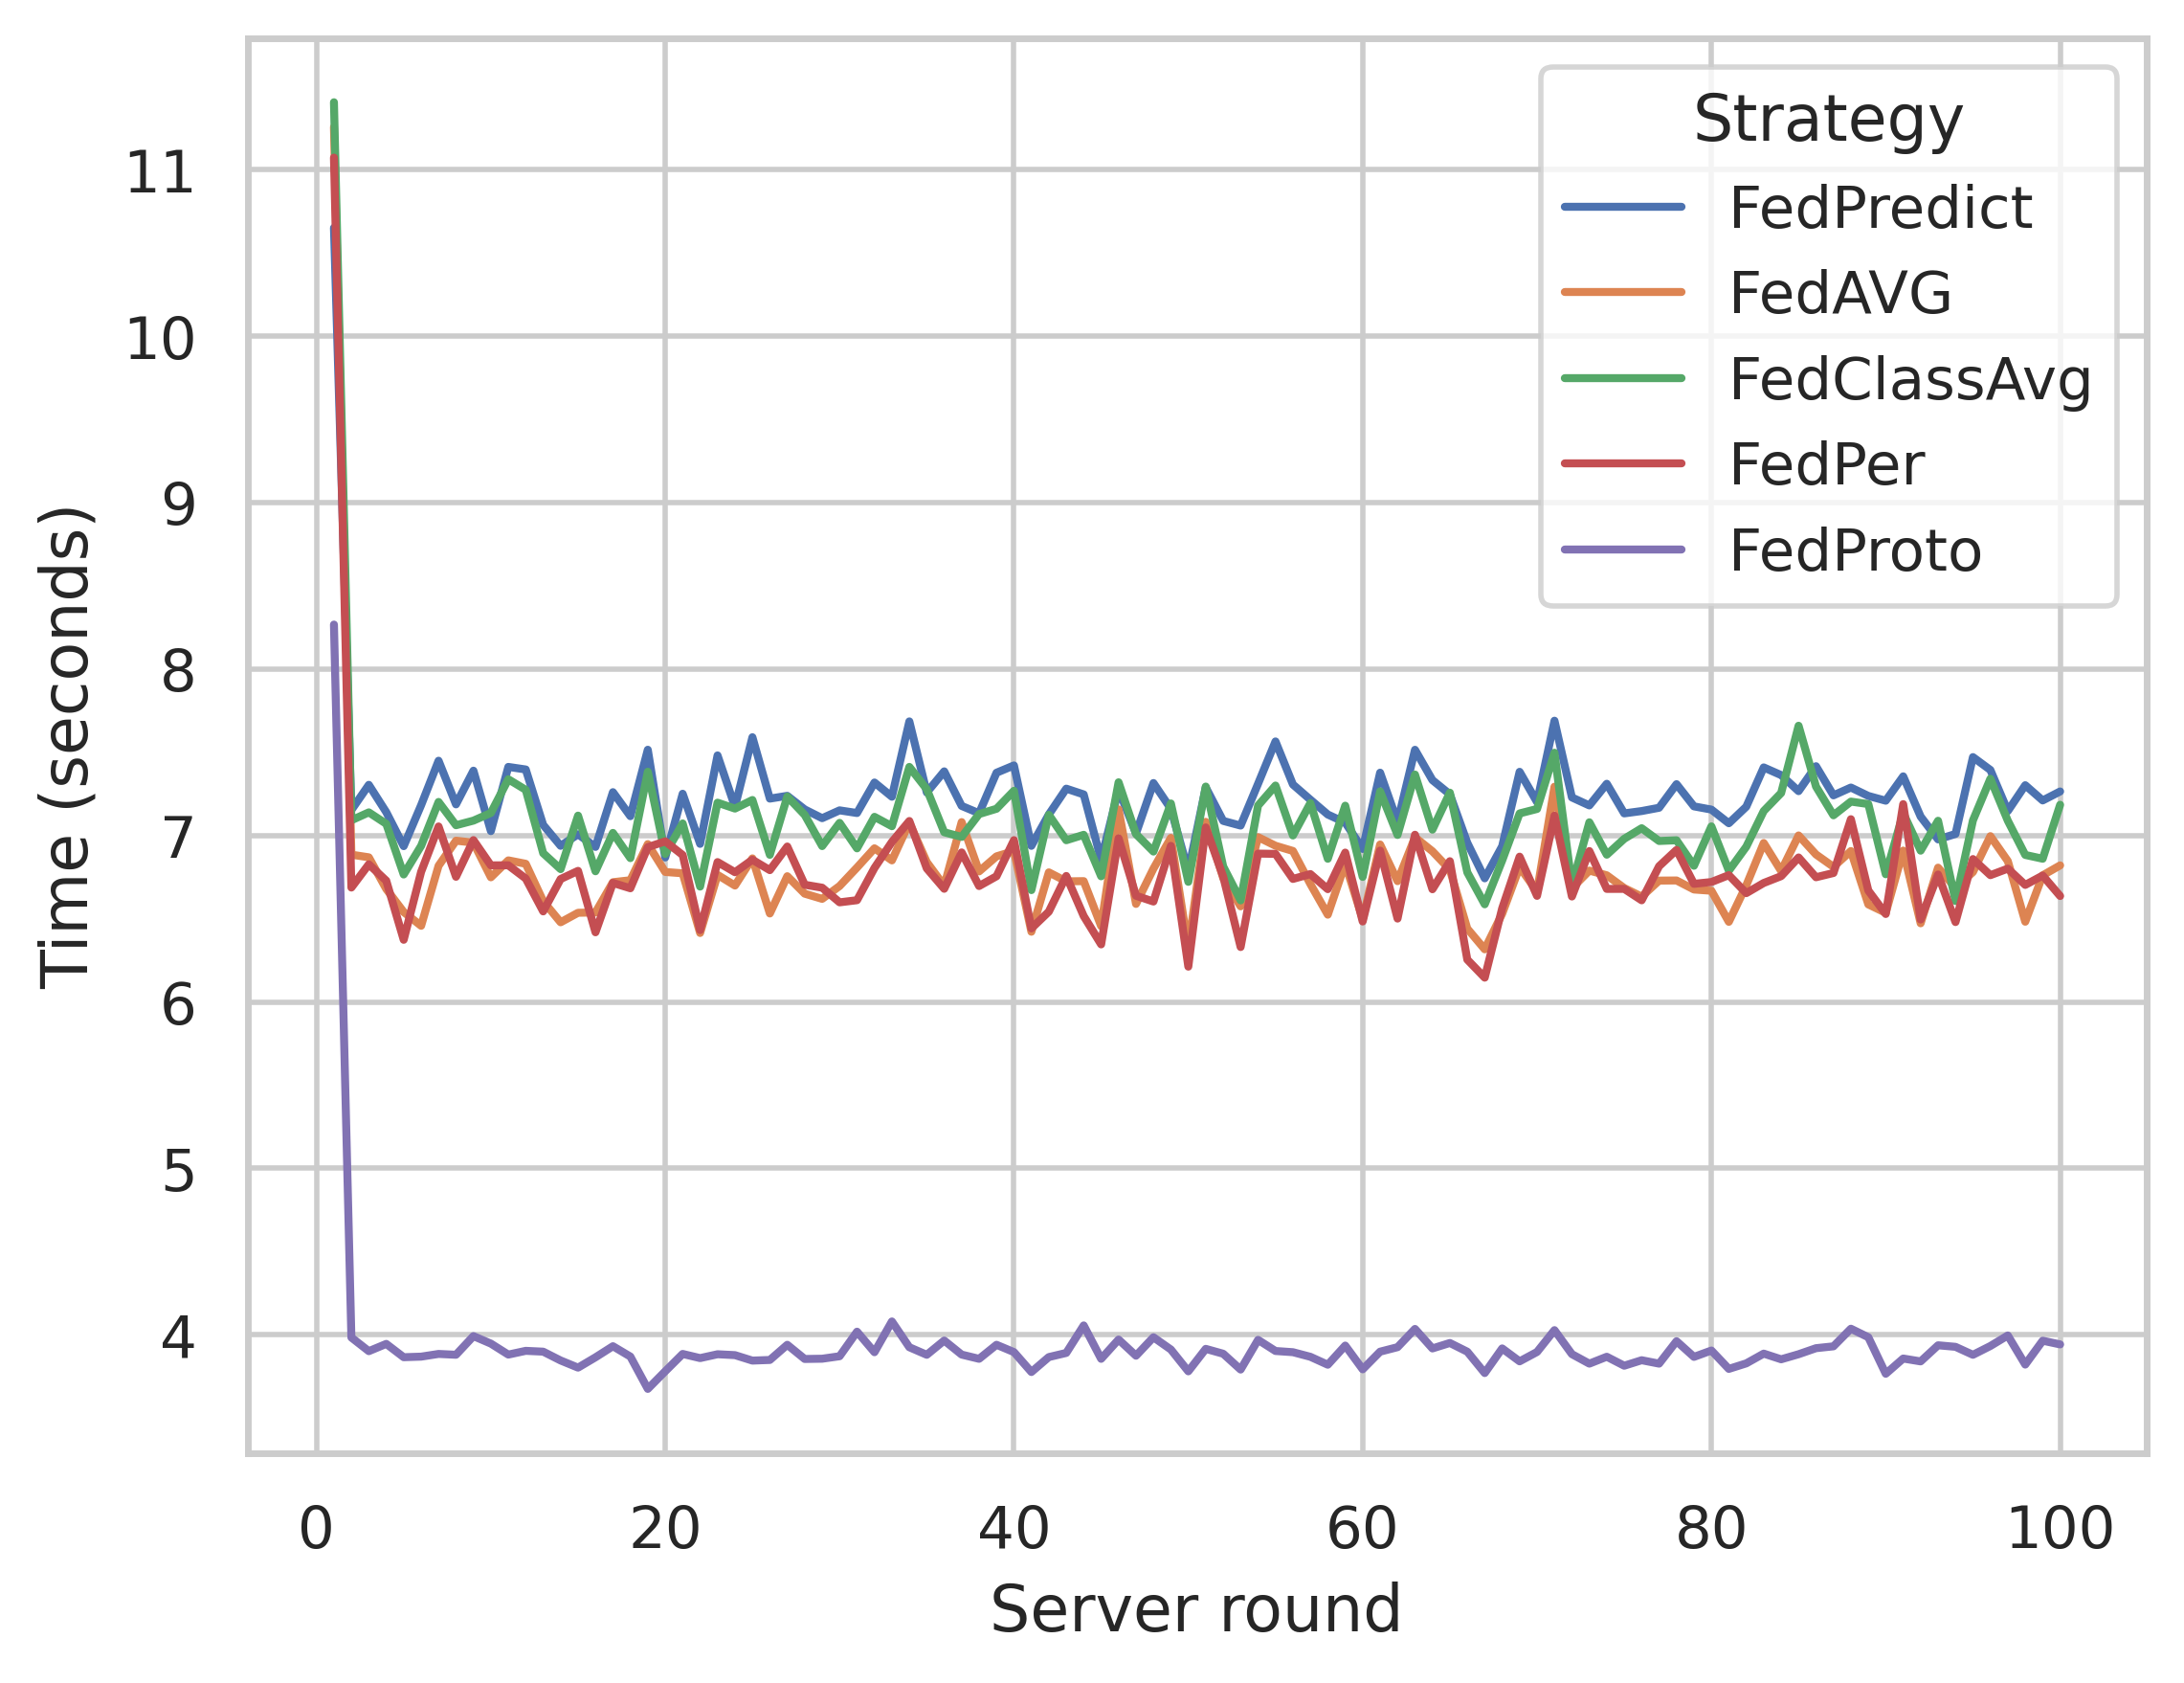 Strategy
FedPredict
FedAVG
FedClassAvg
FedPer
FedProto
Time (seconds)
11
10
9
8
7
6
5
4
0 20 40 60 80 100
Server round